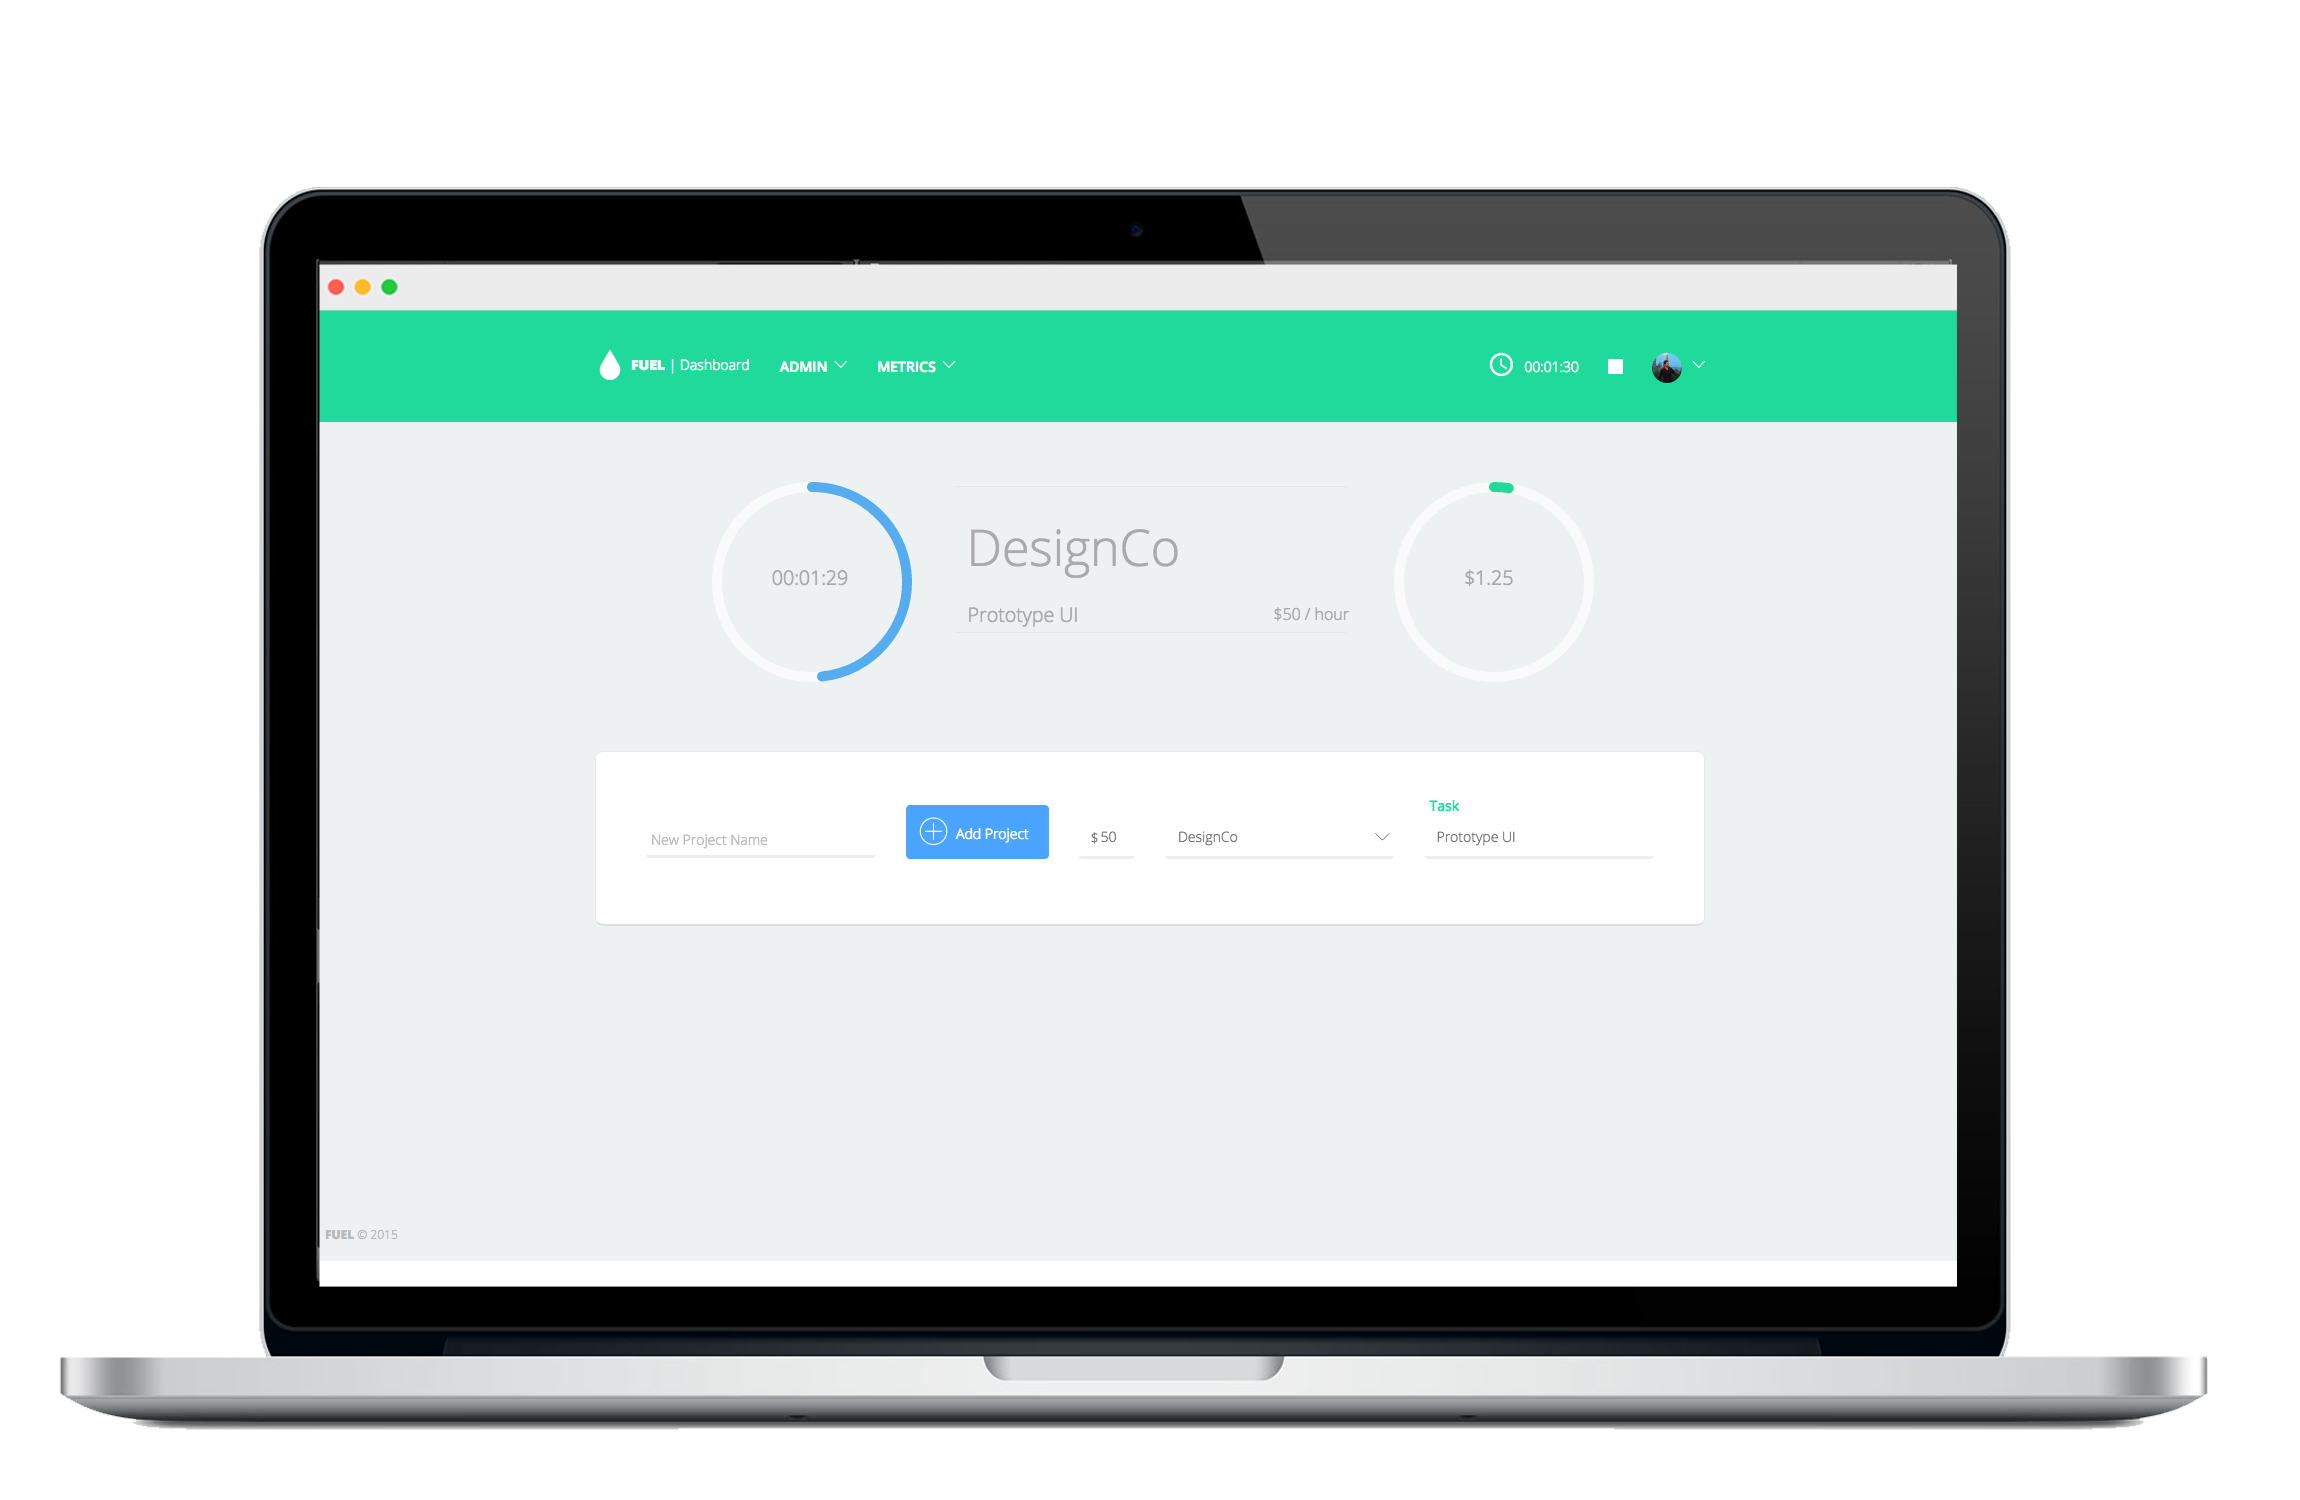 FUEL | Dashboard ADMIN METRICS 00:01:30
00:01:29
DesignCo
Prototype UI $50 / hour
$1.25
Task
New Project Name Add Project $ 50 DesignCo Prototype UI
FUEL © 2015